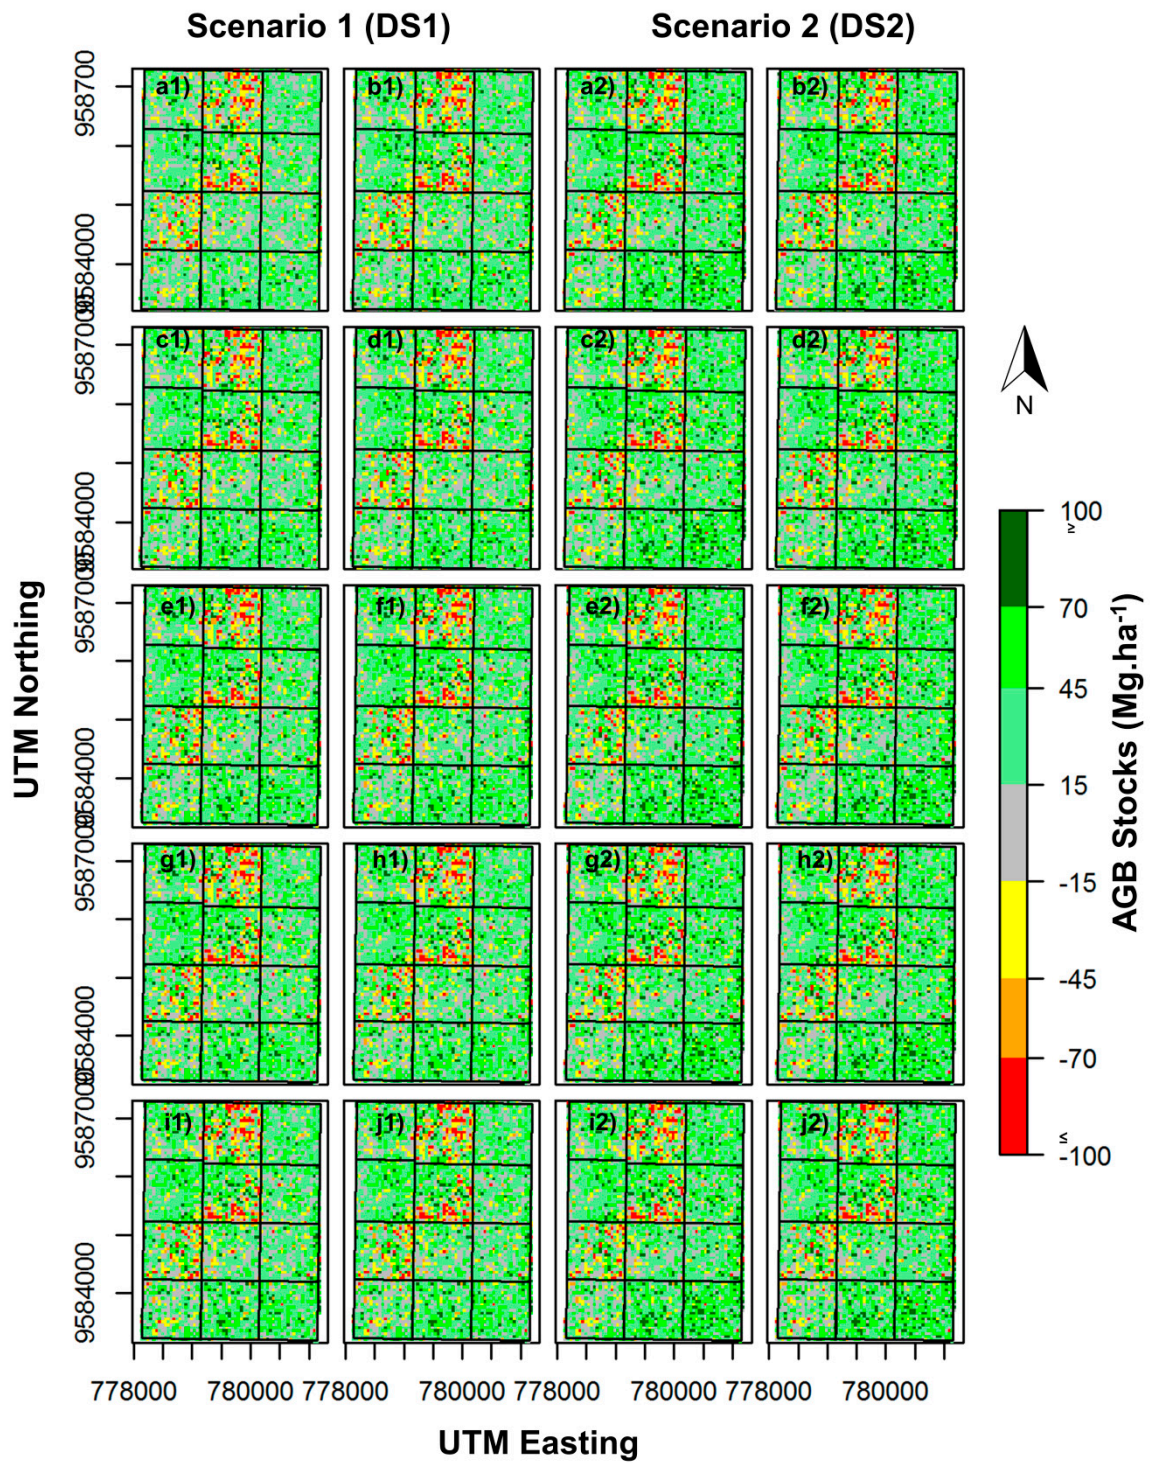 Scenario 1 (DS1) Scenario 2 (DS2)
a1) b1) a2) b2)
c1) d1) c2) d2)
e1) f1) e2) f2)
g1) h1) g2) h2)
i1) j1) i2) j2)
958700
9584000
9587000
9584000
9587000
9584000
9587000
9584000
9587000
9584000
UTM Northing
778000 780000 778000 780000 778000 780000 778000 780000
UTM Easting
N
100
≥
70
45
15
-15
-45
-70
≤
-100
AGB Stocks (Mg.ha⁻¹)